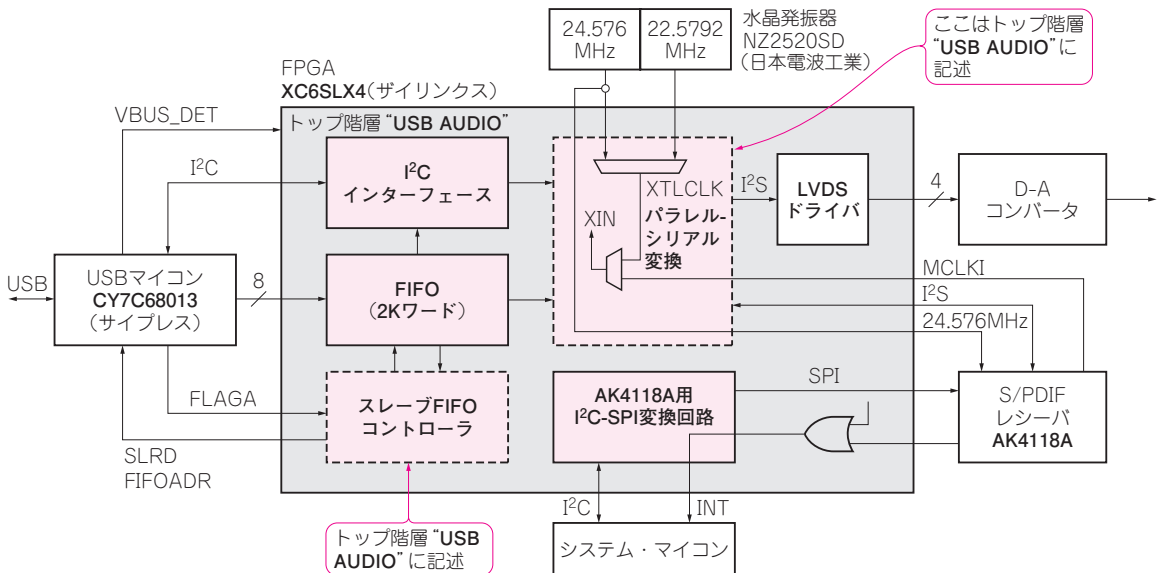 24.576
MHz
22.5792
MHz
水晶発振器
NZ2520SD
(日本電波工業)
ここはトップ階層
“USB AUDIO”に
記述
FPGA
XC6SLX4(ザイリンクス)
トップ階層 “USB AUDIO”
VBUS_DET
I²C
I²C
インターフェース
XTLCLK
パラレル-
シリアル
変換
XIN
I²S
LVDS
ドライバ
4
D-A
コンバータ
USB
USBマイコン
CY7C68013
(サイプレス)
8
FIFO
(2Kワード)
MCLKI
I²S
24.576MHz
FLAGA
スレーブFIFO
コントローラ
AK4118A用
I²C-SPI変換回路
SPI
S/PDIF
レシーバ
AK4118A
SLRD
FIFOADR
I²C
INT
トップ階層 “USB
AUDIO” に記述
システム・マイコン